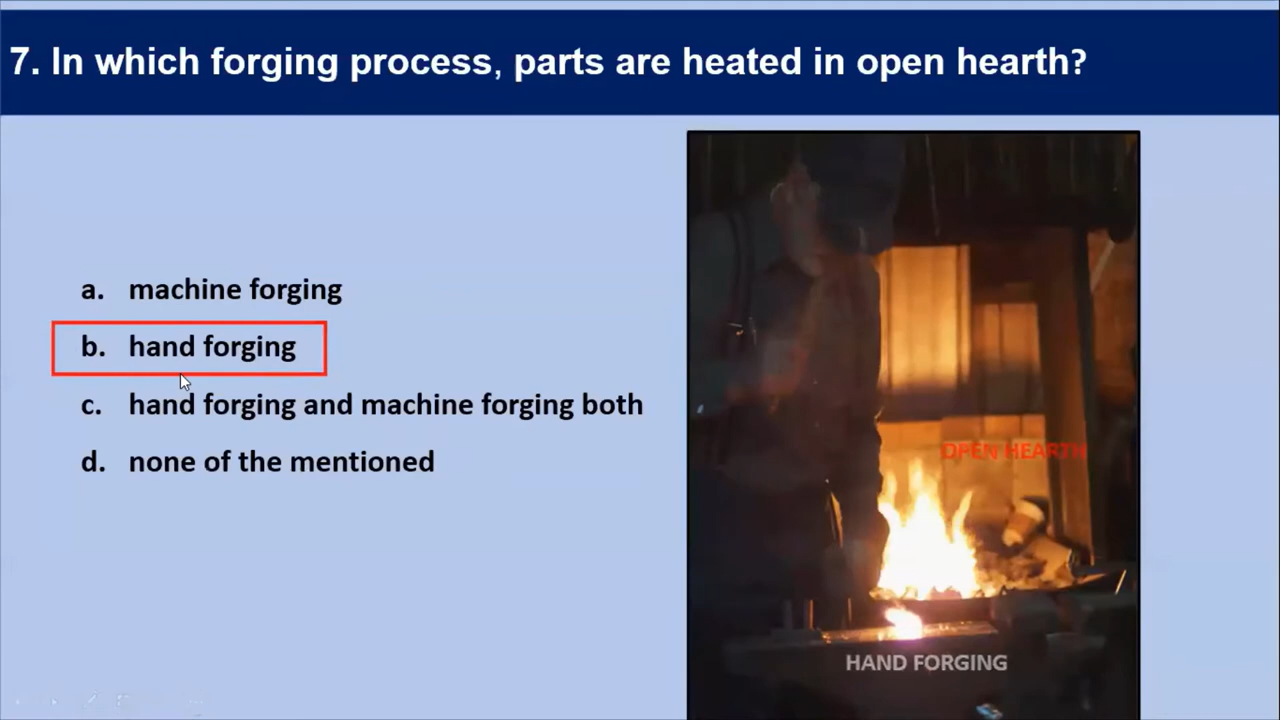 7. In which forging process, parts are heated in open hearth?
a. machine forging
b. hand forging
c. hand forging and machine forging both
d. none of the mentioned
OPEN HEARTH
HAND FORGING